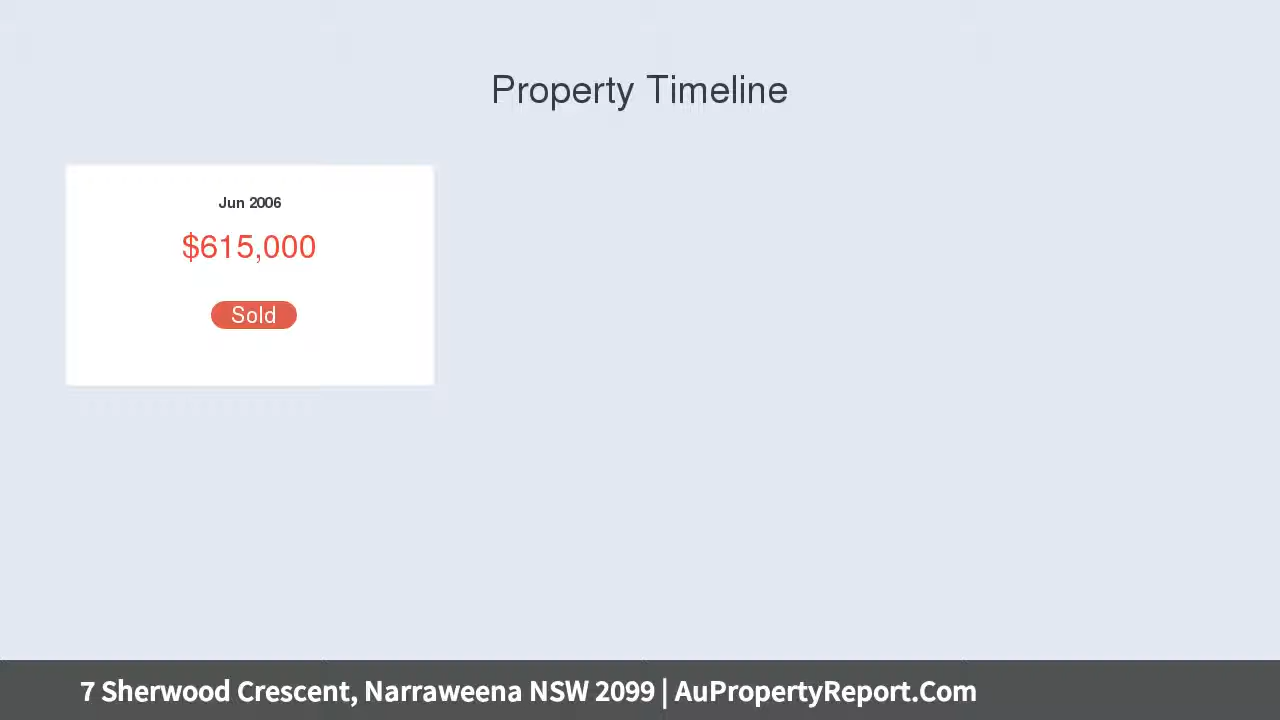 Property Timeline
Jun 2006
$615,000
Sold
7 Sherwood Crescent, Narraweena NSW 2099 | AuPropertyReport.Com